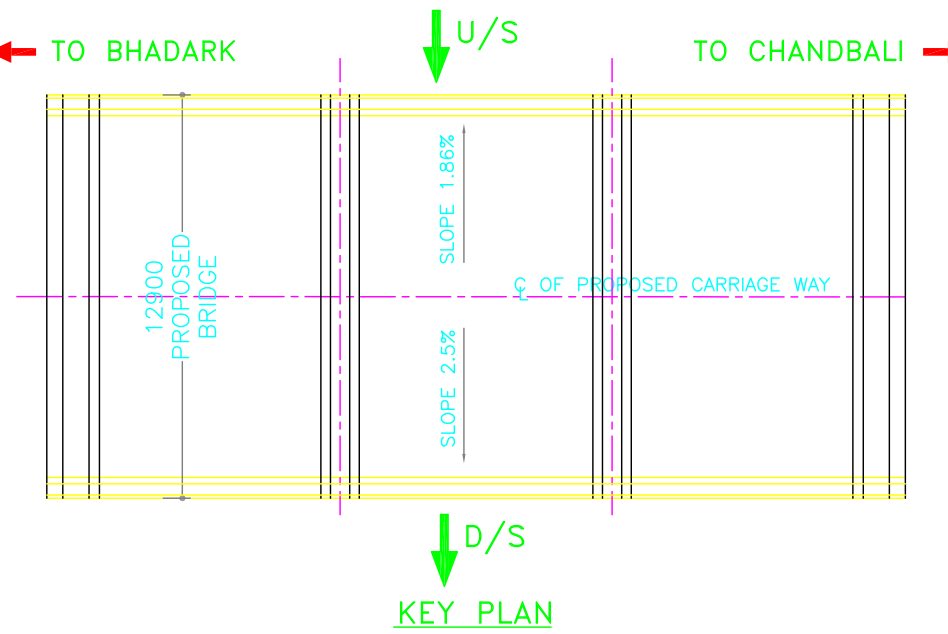 U/S
TO BHADARK
TO CHANDBALI
SLOPE 1.86%
12900
PROPOSED
BRIDGE
℄ OF PROPOSED CARRIAGE WAY
SLOPE 2.5%
D/S
KEY PLAN